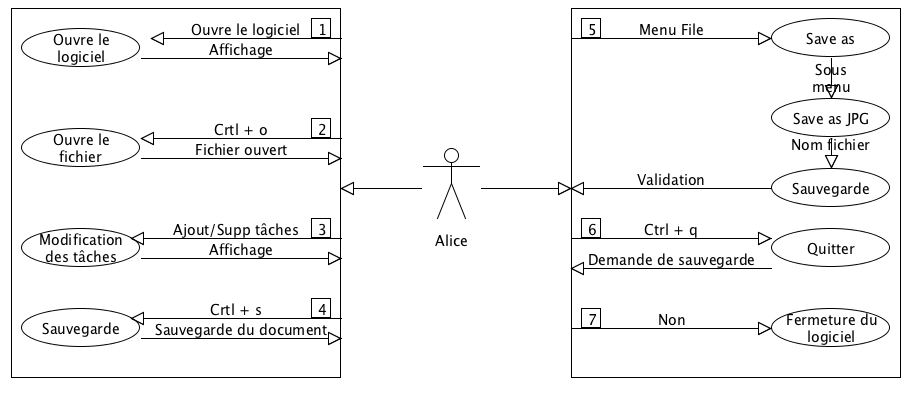 Ouvre le logiciel 1
Ouvre le
logiciel
Affichage
Crtl + o 2
Ouvre le
fichier
Fichier ouvert
Ajout/Supp tâches 3
Modification
des tâches
Affichage
Crtl + s 4
Sauvegarde
Sauvegarde du document
Alice
5 Menu File
Save as
Sous
menu
Save as JPG
Nom fichier
Validation
Sauvegarde
6 Ctrl + q
Quitter
Demande de sauvegarde
7 Non
Fermeture du
logiciel